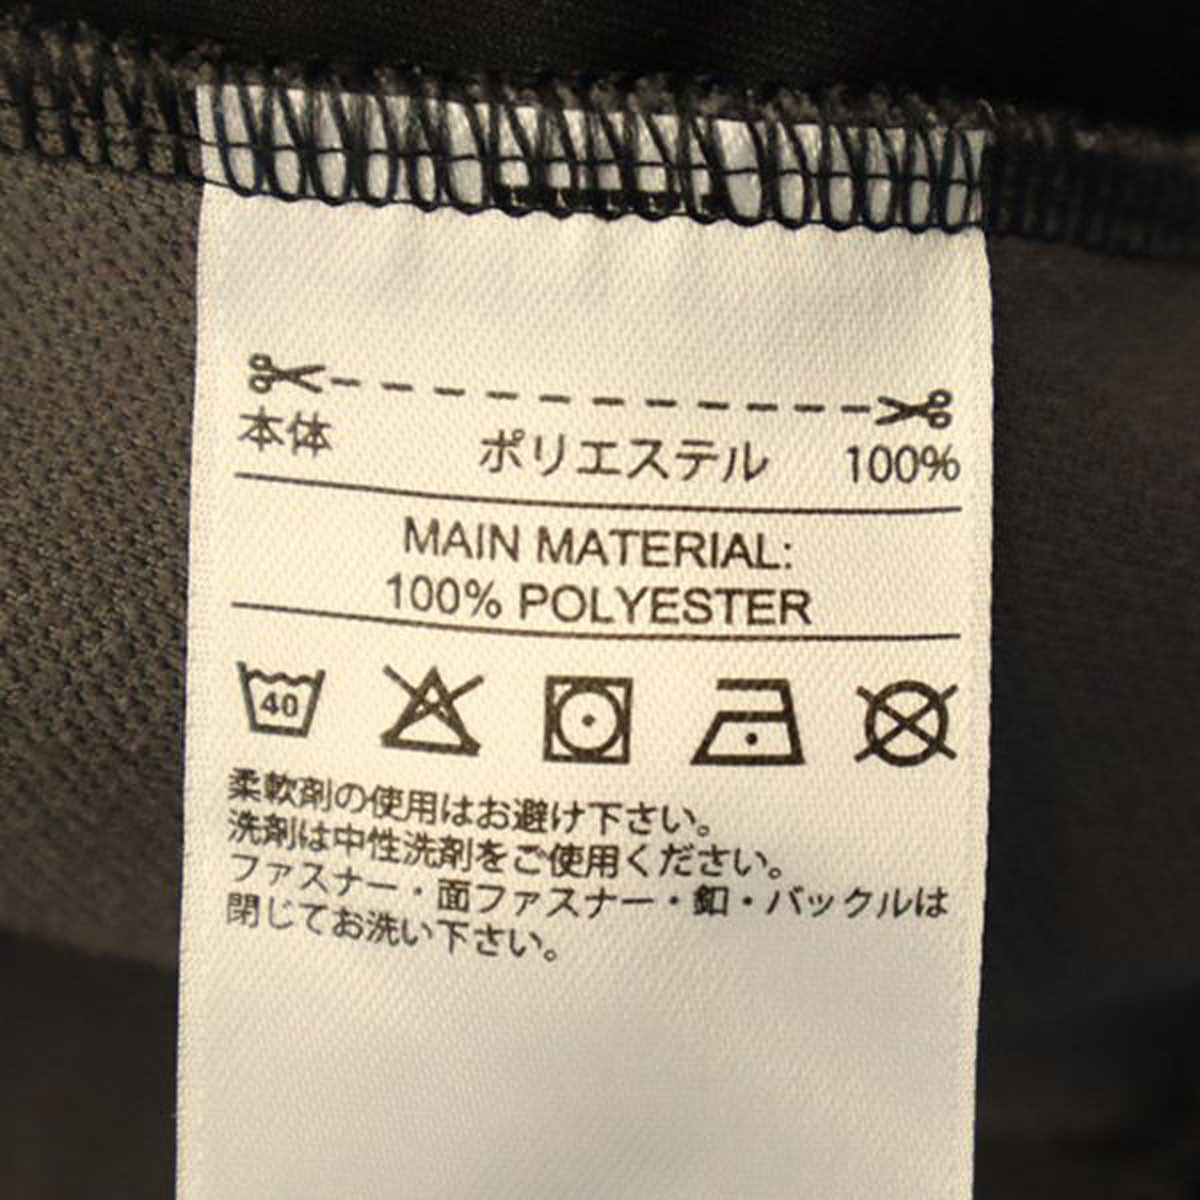 本体 ポリエステル 100%
MAIN MATERIAL:
100% POLYESTER
40
柔軟剤の使用はお避け下さい。
洗剤は中性洗剤をご使用ください。
ファスナー・面ファスナー・釦・バックルは
閉じてお洗い下さい。